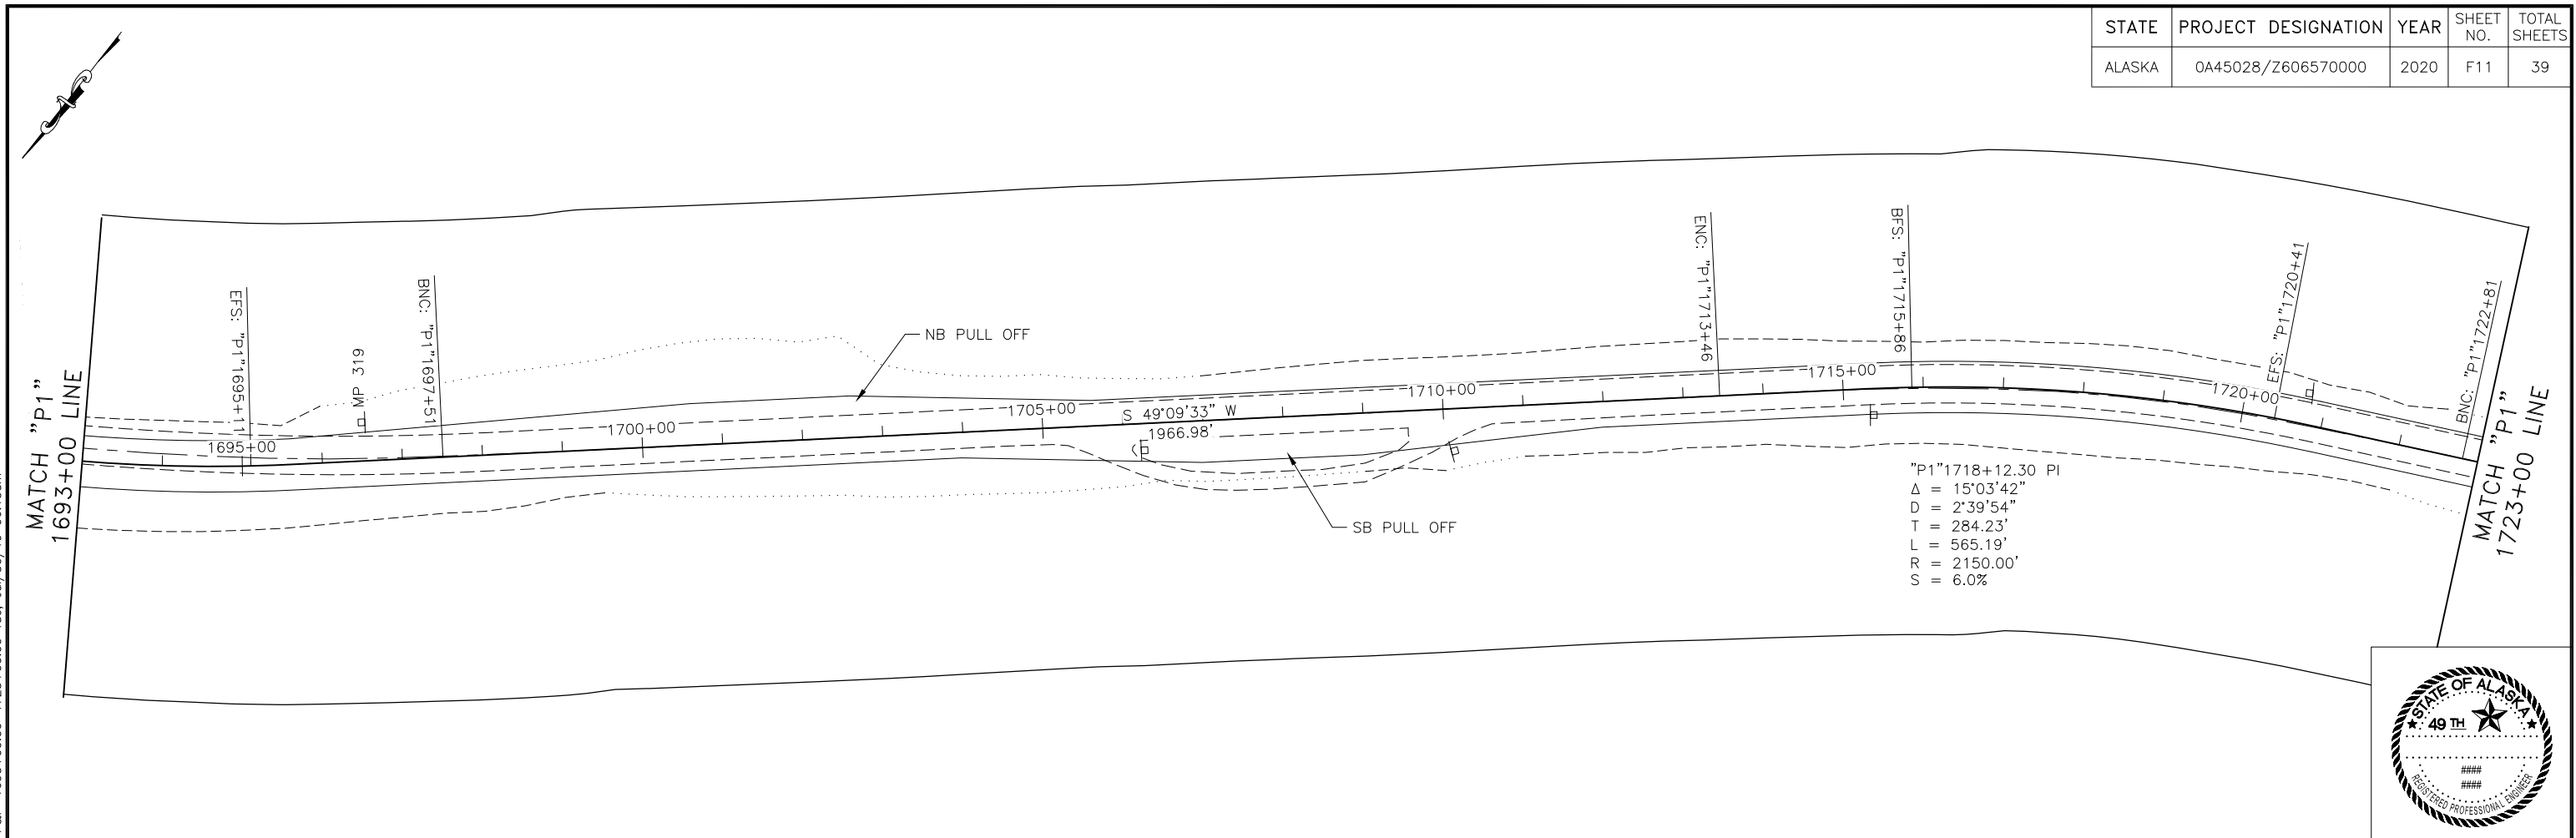 STATE PROJECT DESIGNATION YEAR SHEET NO. TOTAL SHEETS
ALASKA 0A45028/Z606570000 2020 F11 39
MATCH "P1"
1693+00 LINE
EFS: "P1"1695+11
MP 319
BNC: "P1"1697+51
NB PULL OFF
ENC: "P1"1713+46
BFS: "P1"1715+86
EFS: "P1"1720+41
BNC: "P1"1722+81
1695+00
1700+00
1705+00
S 49°09'33" W
1966.98'
1710+00
1715+00
1720+00
SB PULL OFF
"P1"1718+12.30 PI
Δ = 15°03'42"
D = 2°39'54"
T = 284.23'
L = 565.19'
R = 2150.00'
S = 6.0%
MATCH "P1"
1723+00 LINE
STATE OF ALASKA
49 TH
####
####
REGISTERED PROFESSIONAL ENGINEER